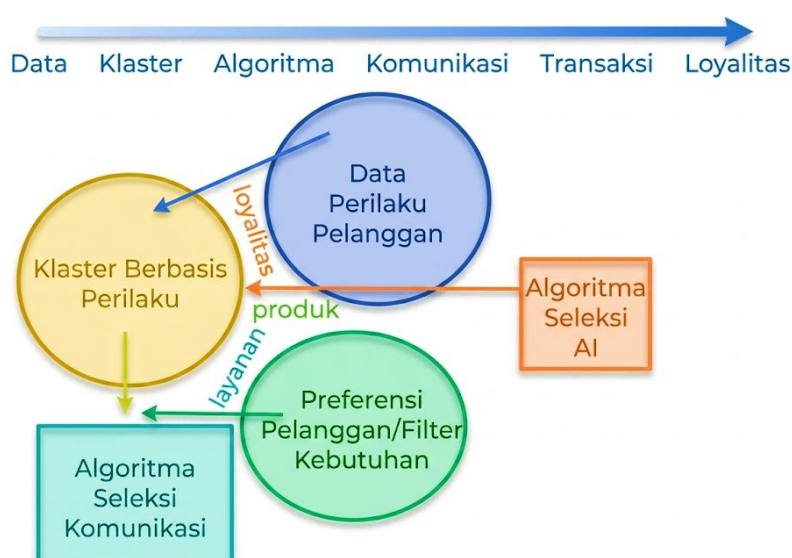 Data Klaster Algoritma Komunikasi Transaksi Loyalitas
Data
Perilaku
Pelanggan
loyalitas
Klaster Berbasis
Perilaku
produk
Algoritma
Seleksi
AI
layanan
Preferensi
Pelanggan/Filter
Kebutuhan
Algoritma
Seleksi
Komunikasi